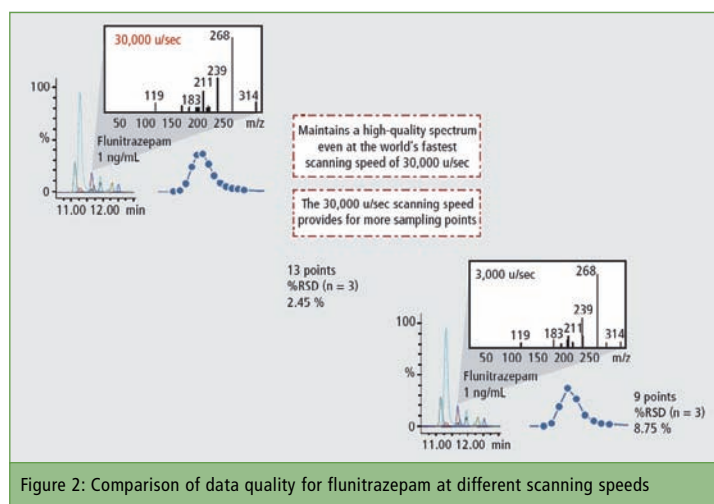 30,000 u/sec
268
239
211
183
119
314
50 100 150 200 250 m/z
100
%
0
11.00 12.00 min
Flunitrazepam
1 ng/mL
Maintains a high-quality spectrum
even at the world's fastest
scanning speed of 30,000 u/sec
The 30,000 u/sec scanning speed
provides for more sampling points
13 points
%RSD (n = 3)
2.45 %
3,000 u/sec
268
239
211
183
119
314
50 100 150 200 250 m/z
100
%
0
11.00 12.00 min
Flunitrazepam
1 ng/mL
9 points
%RSD (n = 3)
8.75 %
Figure 2: Comparison of data quality for flunitrazepam at different scanning speeds